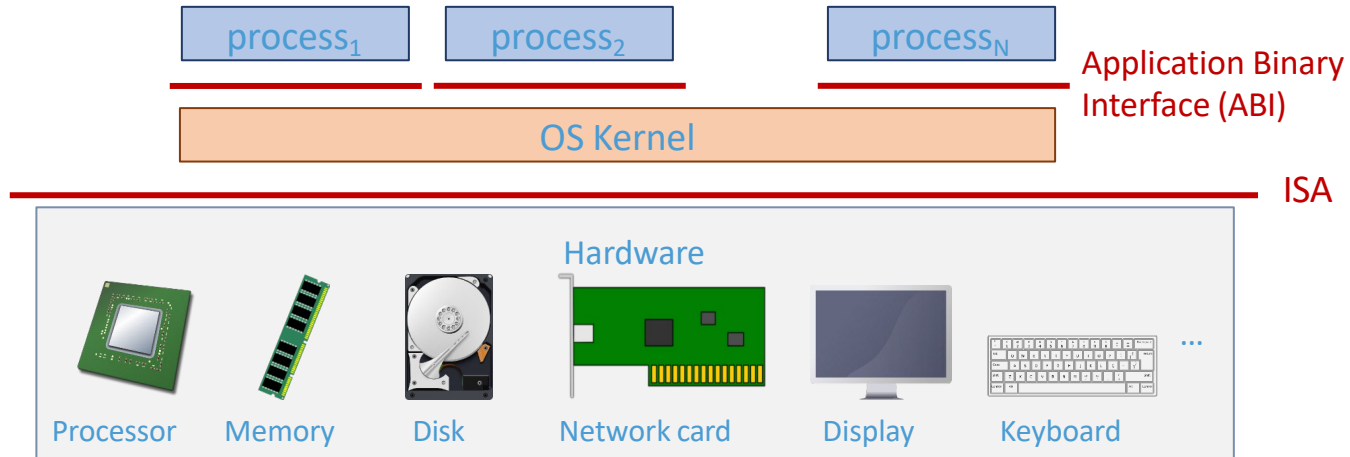 process₁
process₂
processN
Application Binary
Interface (ABI)
OS Kernel
ISA
Hardware
Processor
Memory
Disk
Network card
Display
Keyboard
...